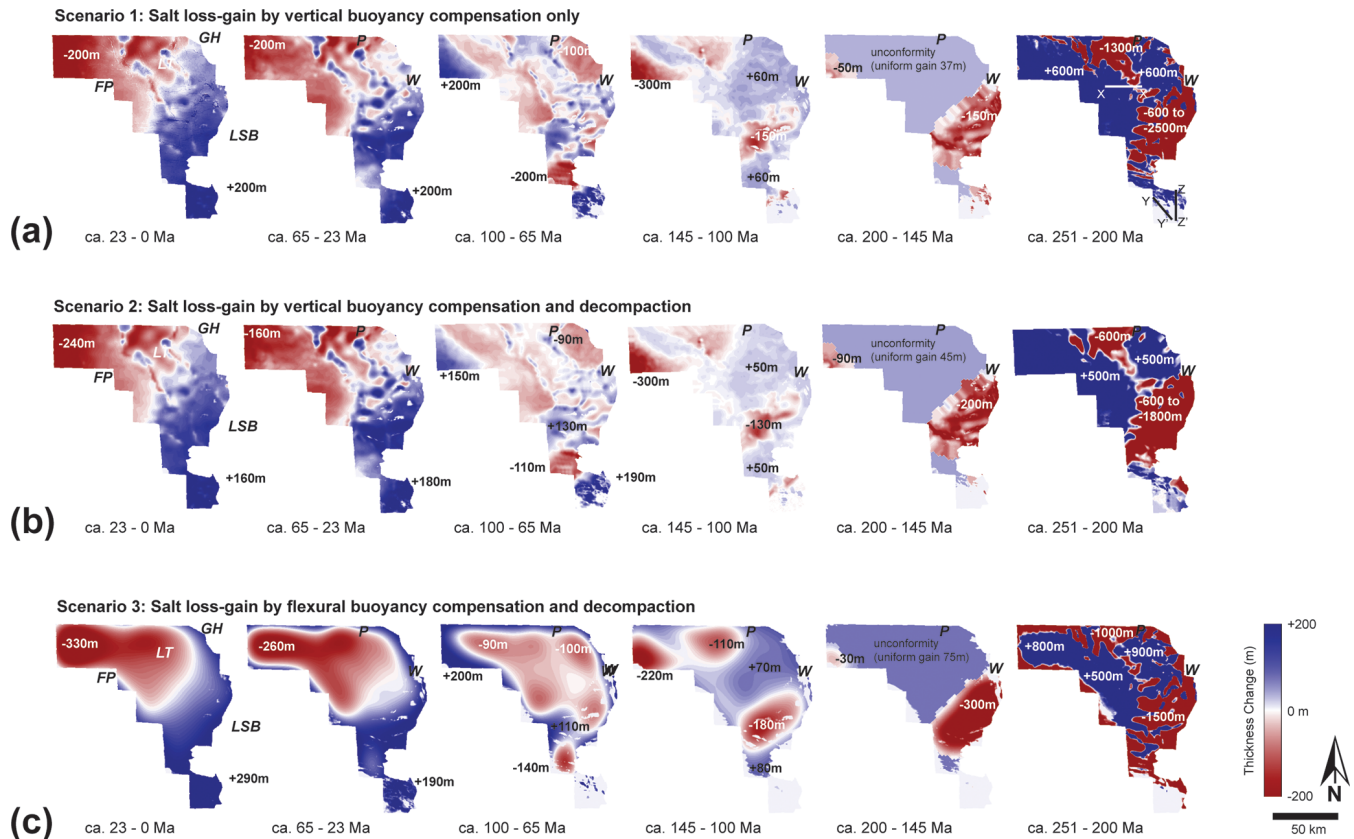 Scenario 1: Salt loss-gain by vertical buoyancy compensation only
GH
-200m
LT
FP
LSB
+200m
-200m
P
W
+200m
P
-100m
W
+200m
-200m
P
-300m
+60m
W
-150m
+60m
unconformity
(uniform gain 37m)
-50m
-150m
P
-1300m
+600m
+600m
W
X
X'
-600 to
-2500m
Z
Y
Y'
Z'
(a)
ca. 23 - 0 Ma
ca. 65 - 23 Ma
ca. 100 - 65 Ma
ca. 145 - 100 Ma
ca. 200 - 145 Ma
ca. 251 - 200 Ma
Scenario 2: Salt loss-gain by vertical buoyancy compensation and decompaction
GH
-240m
LT
FP
LSB
+160m
-160m
P
W
+180m
P
-90m
+150m
W
+130m
-110m
+190m
P
-300m
+50m
W
-130m
+50m
P
unconformity
(uniform gain 45m)
-90m
W
-200m
P
-600m
+500m
+500m
W
-600 to
-1800m
(b)
ca. 23 - 0 Ma
ca. 65 - 23 Ma
ca. 100 - 65 Ma
ca. 145 - 100 Ma
ca. 200 - 145 Ma
ca. 251 - 200 Ma
Scenario 3: Salt loss-gain by flexural buoyancy compensation and decompaction
GH
-330m
LT
FP
LSB
+290m
-260m
P
W
+190m
P
-90m
-100m
W
+200m
+110m
-140m
P
-110m
-220m
+70m
W
-180m
+80m
P
unconformity
(uniform gain 75m)
-30m
W
-300m
P
-1000m
+800m
+900m
W
+500m
-1500m
(c)
ca. 23 - 0 Ma
ca. 65 - 23 Ma
ca. 100 - 65 Ma
ca. 145 - 100 Ma
ca. 200 - 145 Ma
ca. 251 - 200 Ma
Thickness Change (m)
+200
0 m
-200
N
50 km